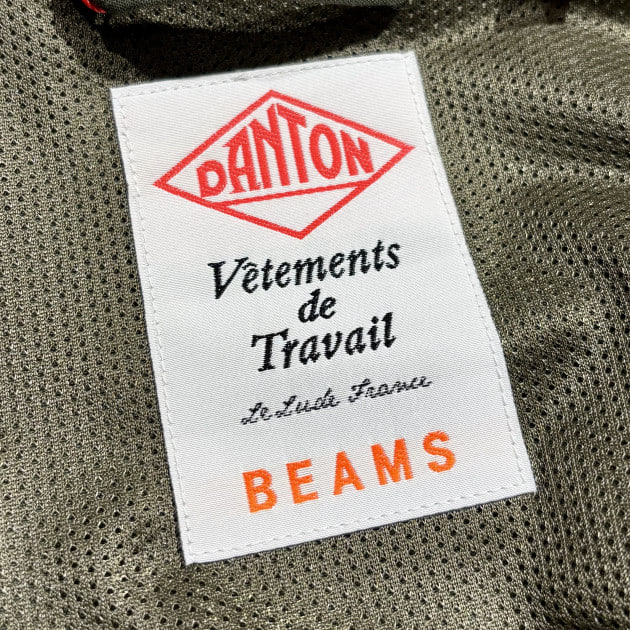 DANTON
Vêtements
de
Travail
Le Lude France
BEAMS